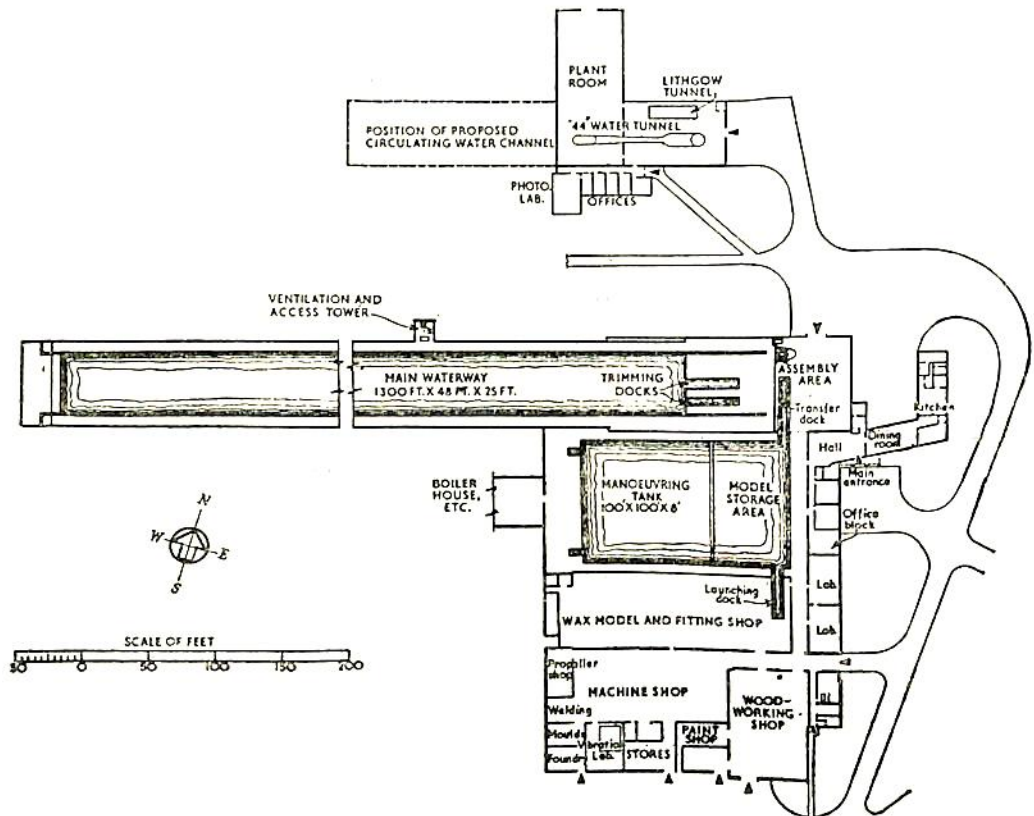 PLANT
ROOM
LITHGOW
TUNNEL
"44" WATER TUNNEL
POSITION OF PROPOSED
CIRCULATING WATER CHANNEL
PHOTO.
LAB.
OFFICES
VENTILATION AND
ACCESS TOWER
MAIN WATERWAY
1300 FT. X 48 FT. X 25 FT.
TRIMMING
DOCKS
ASSEMBLY
AREA
Transfer
dock
Kitchen
Dining
room
Hall
Main
entrance
BOILER
HOUSE,
ETC.
MANOEUVRING
TANK
100' X 100' X 8'
MODEL
STORAGE
AREA
Office
block
N
W
E
S
Lab.
Launching
dock
Lab.
WAX MODEL AND FITTING SHOP
SCALE OF FEET
50 0 50 100 150 200
Propeller
shop
MACHINE SHOP
WOOD-
WORKING
SHOP
Welding
Moulds
Vibration
Lab.
Foundry
STORES
PAINT
SHOP